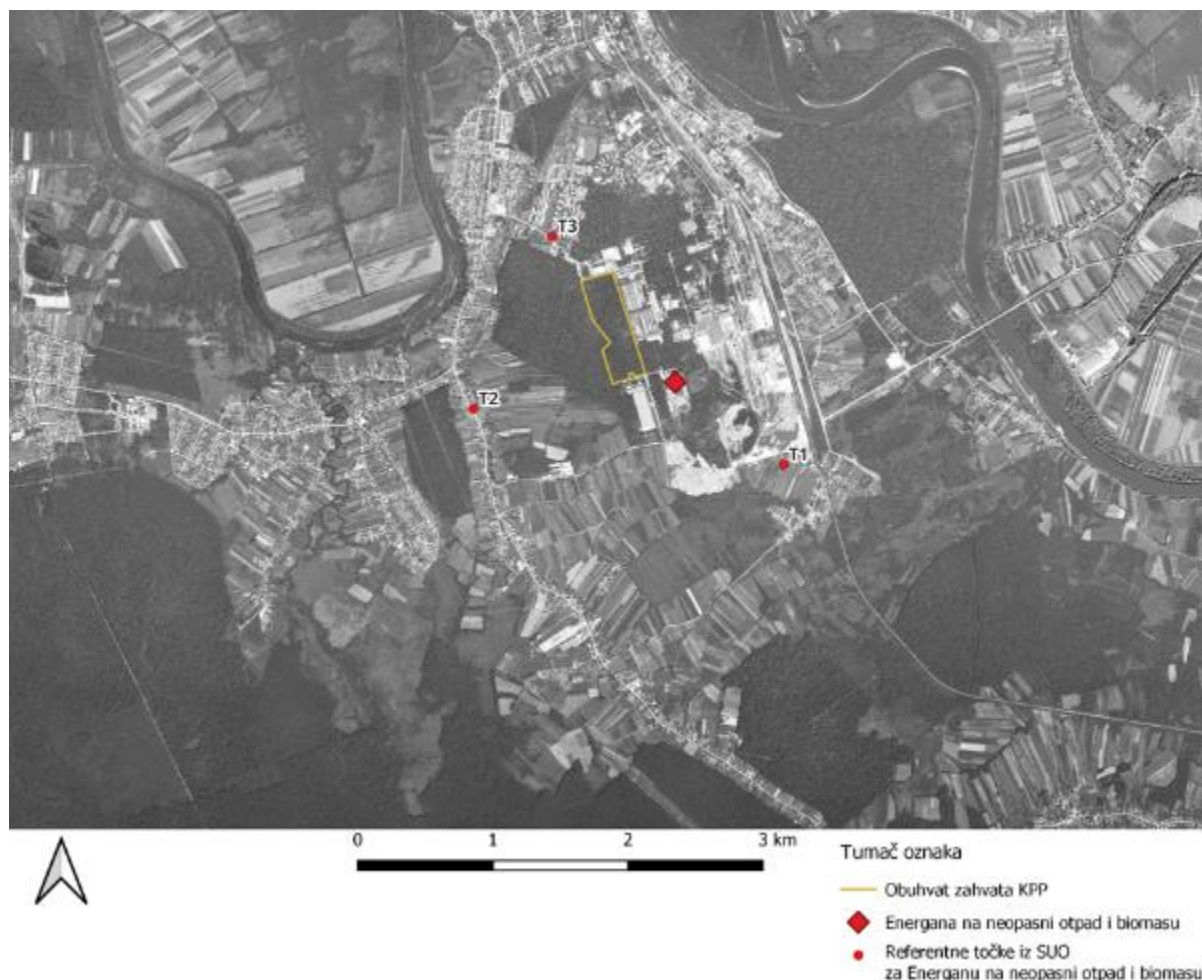 T3
T2
T1
0 1 2 3 km
Tumač oznaka
Obuhvat zahvata KPP
Energana na neopasni otpad i biomasu
Referentne točke iz SUO
za Energanu na neopasni otpad i biomasu